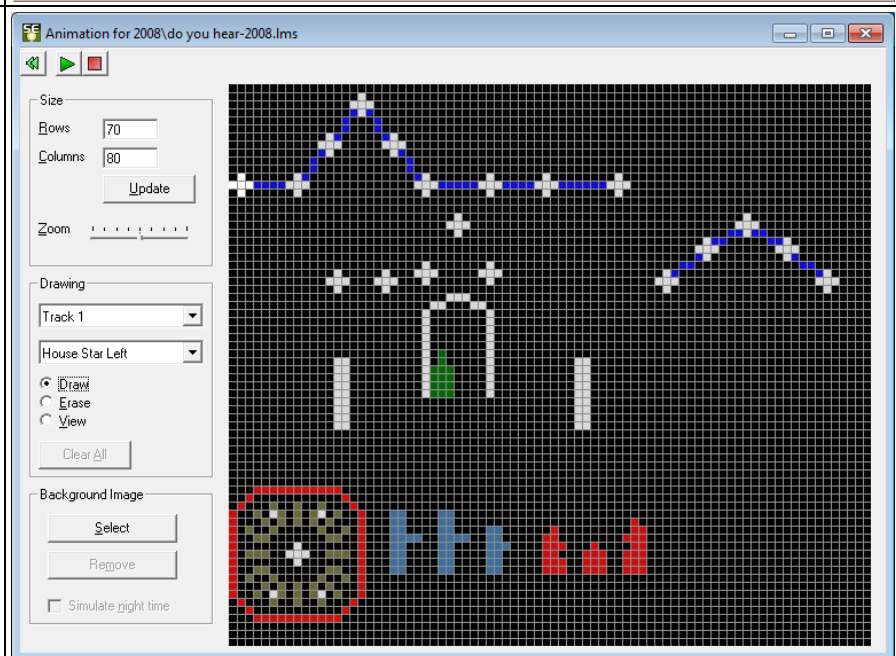 SE Animation for 2008\do you hear-2008.lms
Size
Rows 70
Columns 80
Update
Zoom
Drawing
Track 1
House Star Left
Draw
Erase
View
Clear All
Background Image
Select
Remove
Simulate night time